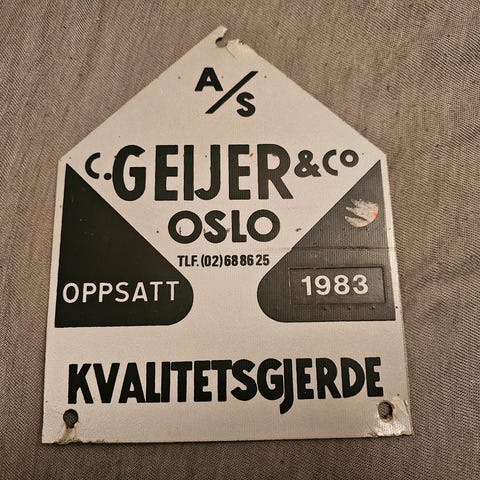 A/S
C. GEIJER & CO
OSLO
TLF. (02) 68 86 25
OPPSATT 1983
KVALITETSGJERDE